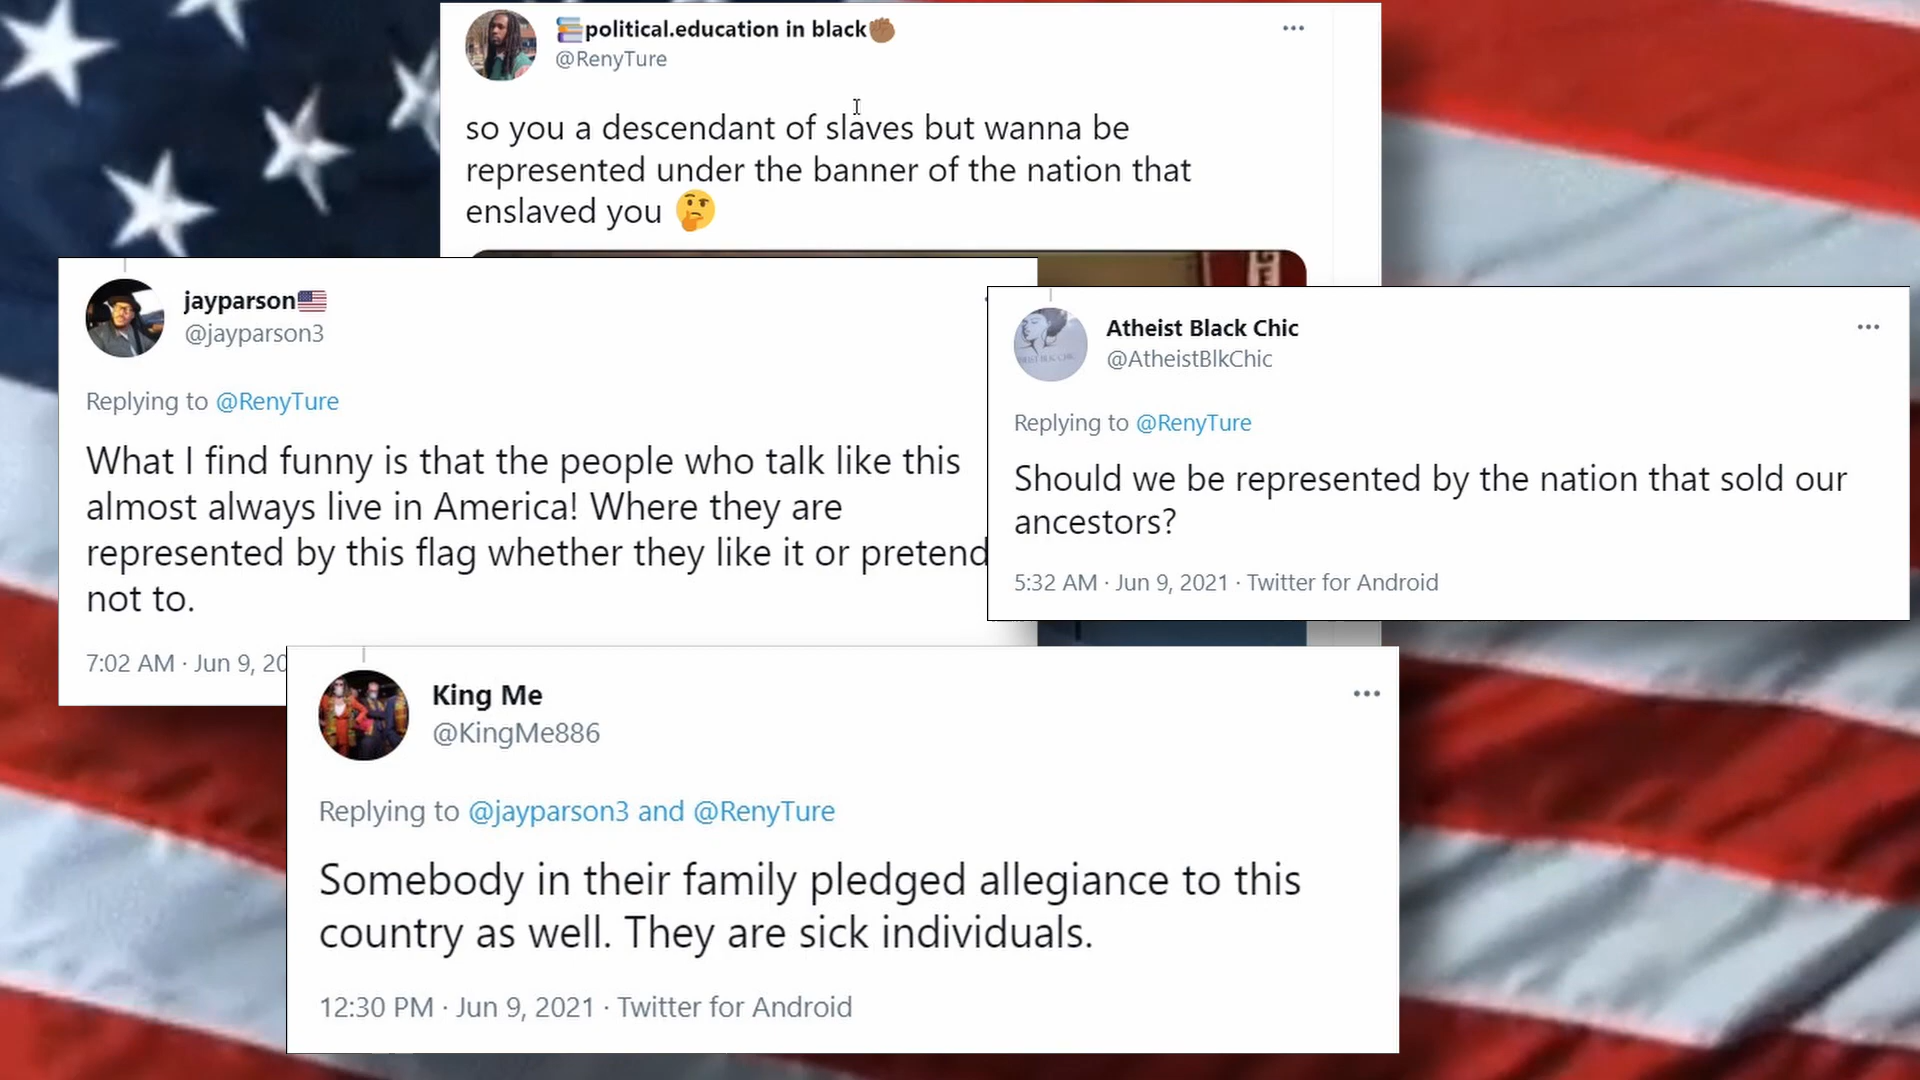 political.education in black
@RenyTure
so you a descendant of slaves but wanna be
represented under the banner of the nation that
enslaved you 🤔
jayparson🇺🇸
@jayparson3
Replying to @RenyTure
What I find funny is that the people who talk like this
almost always live in America! Where they are
represented by this flag whether they like it or pretend
not to.
7:02 AM · Jun 9, 20
Atheist Black Chic
@AtheistBlkChic
Replying to @RenyTure
Should we be represented by the nation that sold our
ancestors?
5:32 AM · Jun 9, 2021 · Twitter for Android
King Me
@KingMe886
Replying to @jayparson3 and @RenyTure
Somebody in their family pledged allegiance to this
country as well. They are sick individuals.
12:30 PM · Jun 9, 2021 · Twitter for Android